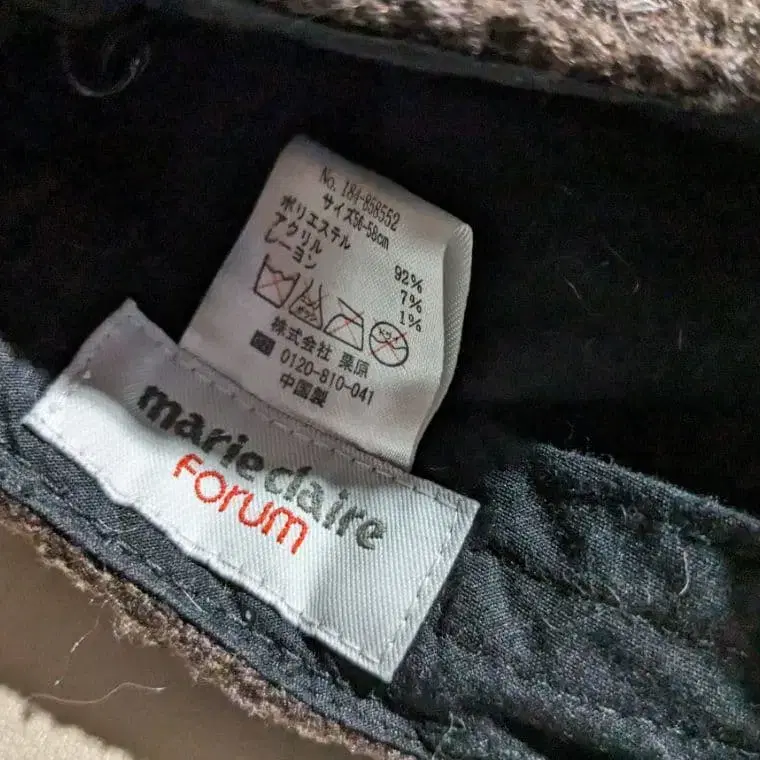 No. 184-858552
サイズ56-58cm
ポリエステル 92%
アクリル 7%
レーヨン 1%
株式会社 栗原
0120-810-041
中国製
marie claire
Forum